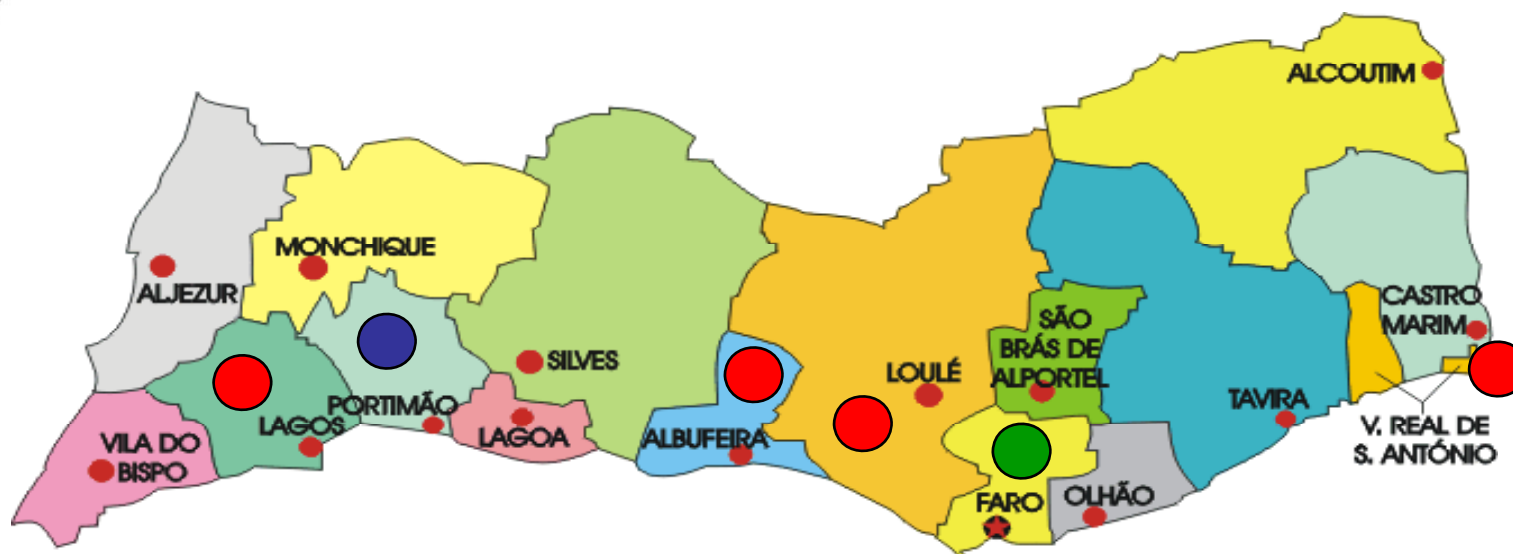 ALCOUTIM
MONCHIQUE
ALJEZUR
CASTRO
MARIM
SÃO
BRÁS DE
ALPORTEL
SILVES
LOULÉ
TAVIRA
PORTIMÃO
LAGOS
LAGOA
ALBUFEIRA
V. REAL DE
S. ANTÓNIO
VILA DO
BISPO
FARO
OLHÃO